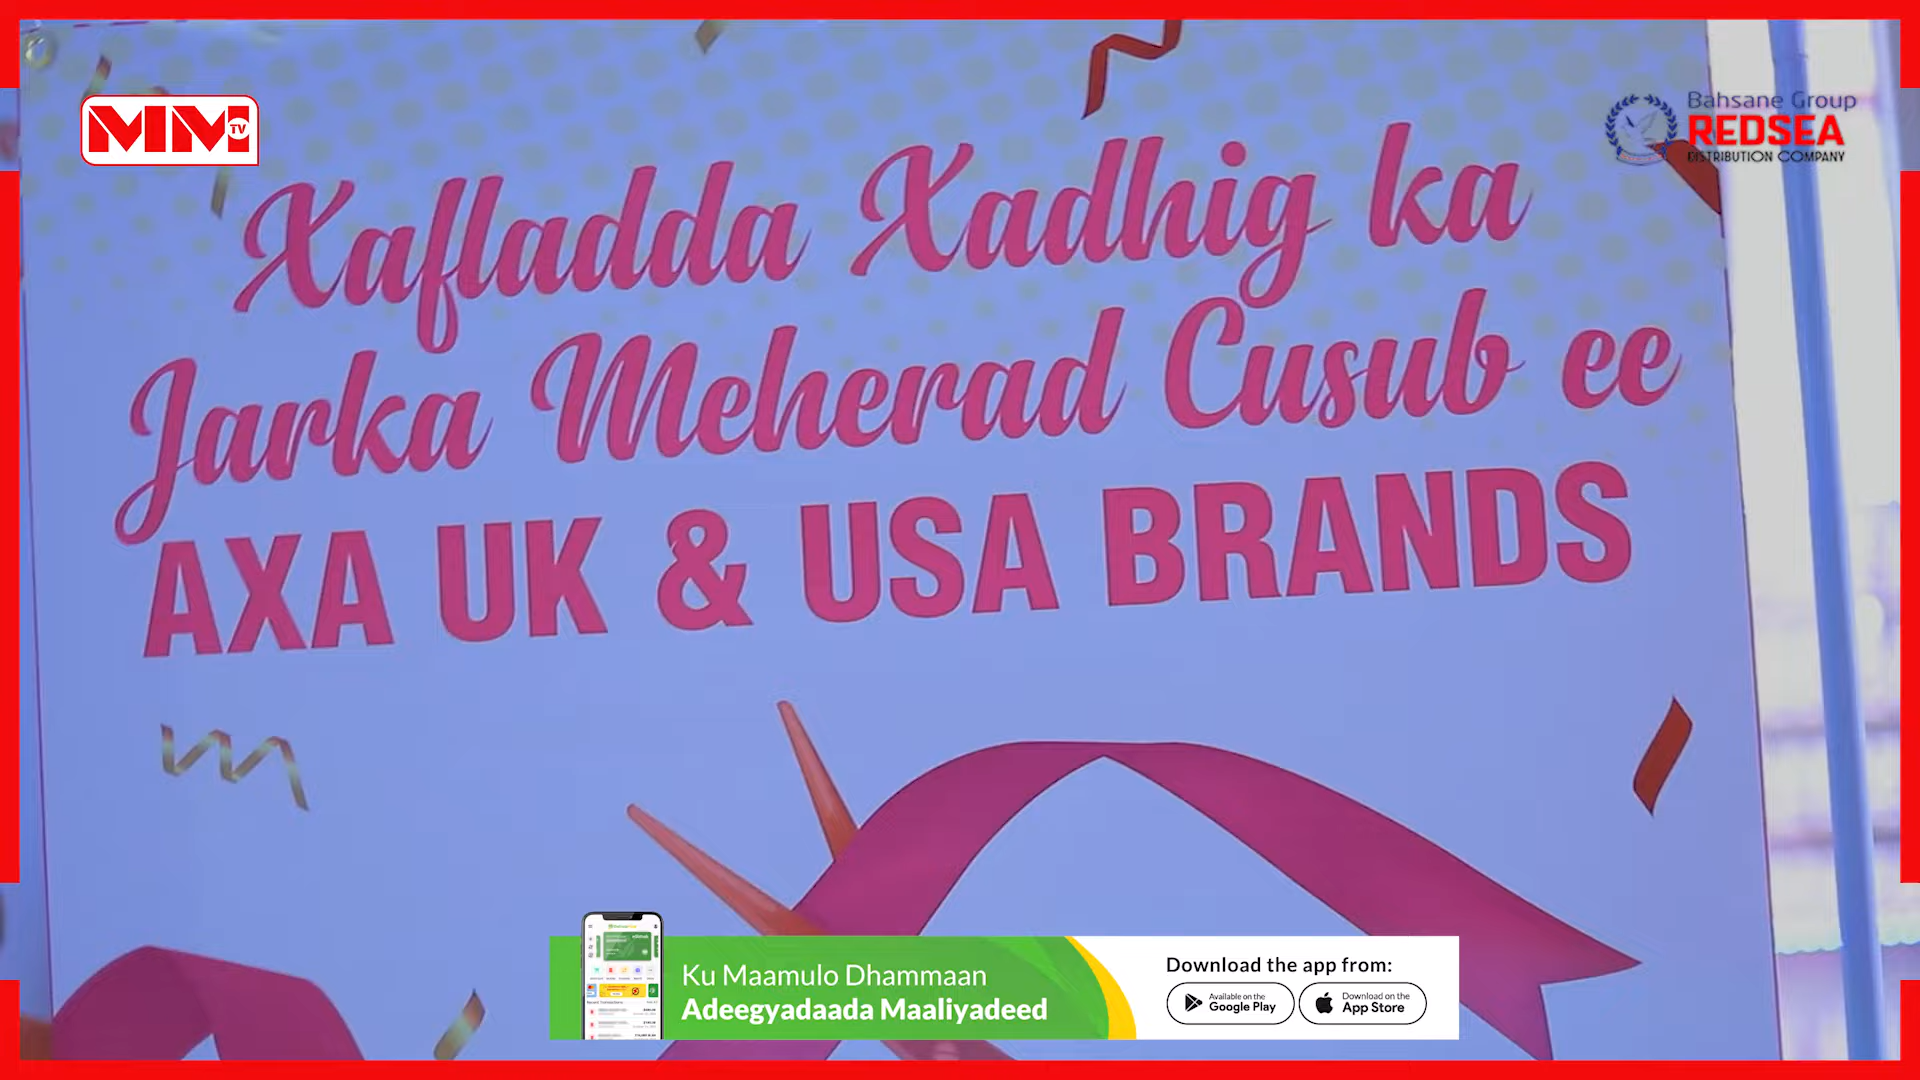 MM TV
Bahsane Group
REDSEA
DISTRIBUTION COMPANY
Xafladda Xadhig ka
Jarka Meherad Cusub ee
AXA UK & USA BRANDS
Ku Maamulo Dhammaan
Adeegyadaada Maaliyadeed
Download the app from:
Available on the
Google Play
Download on the
App Store